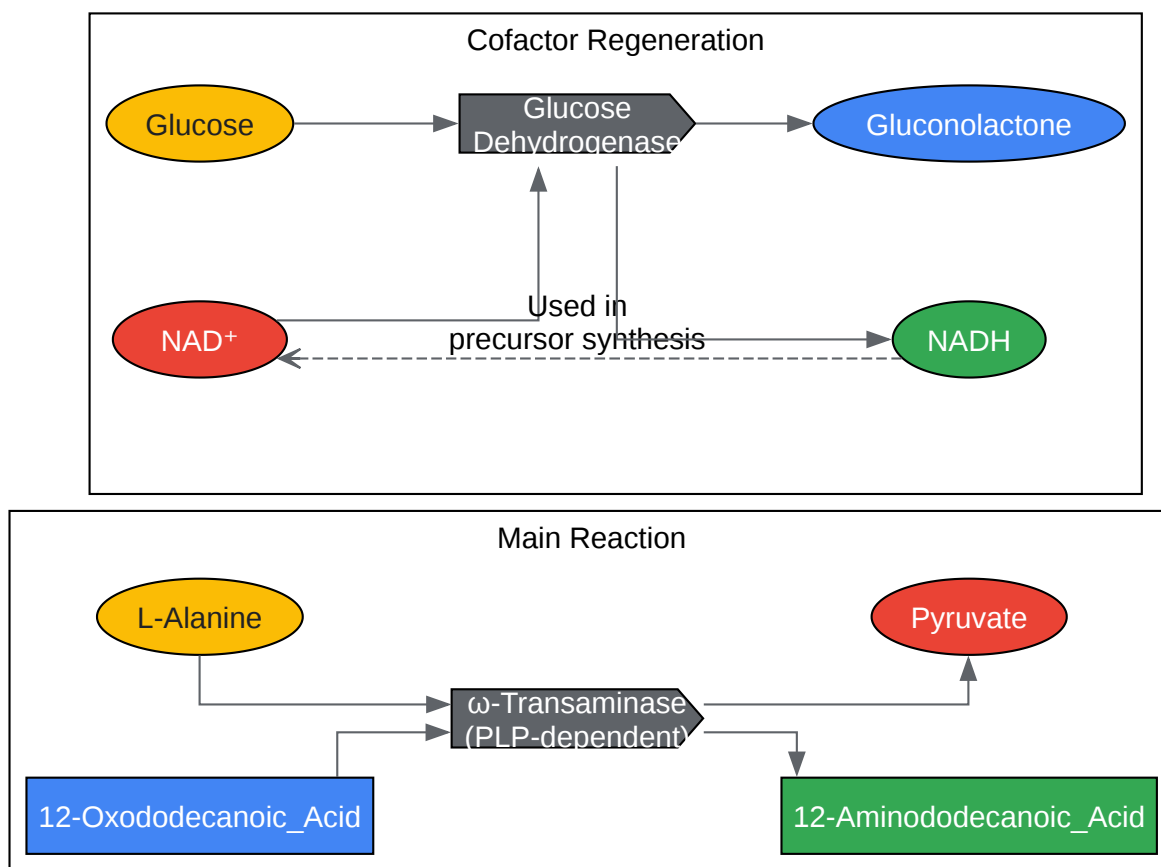 Cofactor Regeneration
Glucose
Glucose
Dehydrogenase
Gluconolactone
Used in
precursor synthesis
NAD⁺
NADH
Main Reaction
L-Alanine
Pyruvate
ω-Transaminase
(PLP-dependent)
12-Oxododecanoic_Acid
12-Aminododecanoic_Acid